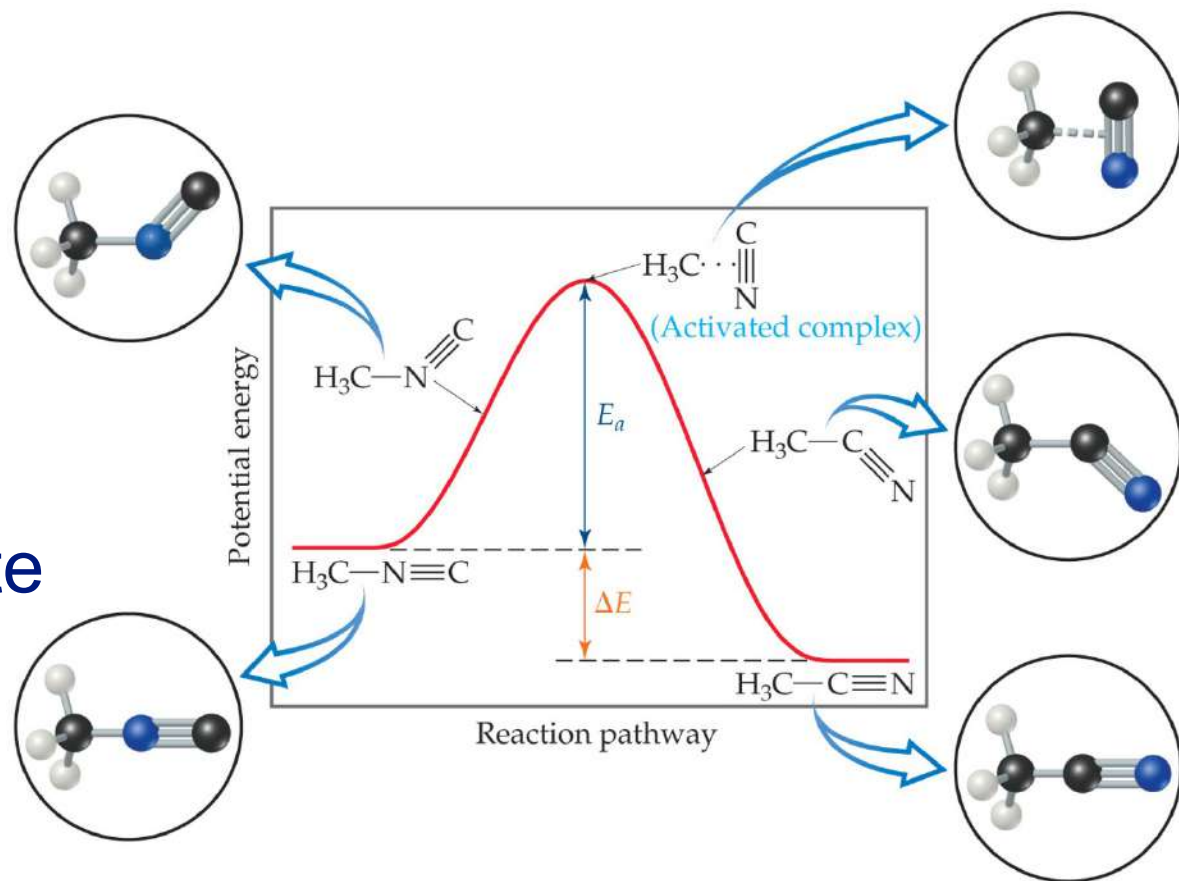 C
H₃C···|||
N
(Activated complex)
C
H₃C—N≡
Eₐ
H₃C—C≡
N
Potential energy
H₃C—N≡C
ΔE
H₃C—C≡N
Reaction pathway